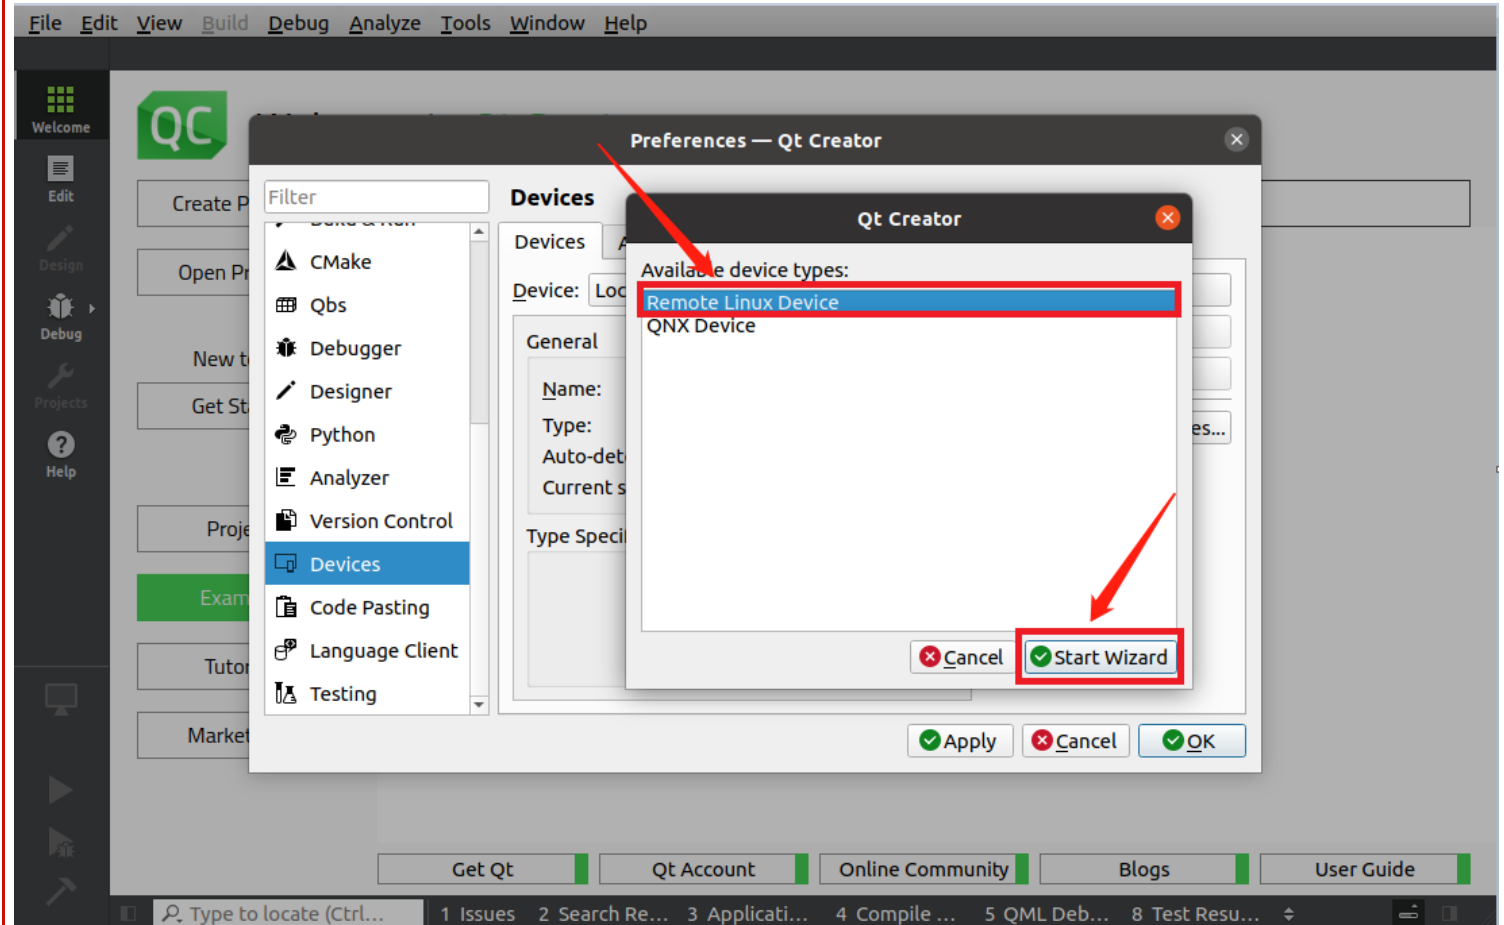 File Edit View Build Debug Analyze Tools Window Help
Welcome
Edit
Design
Debug
Projects
Help
QC
Create P
Open Pr
New t
Get St
Proje
Exam
Tutor
Market
Preferences — Qt Creator
Filter
CMake
Qbs
Debugger
Designer
Python
Analyzer
Version Control
Devices
Code Pasting
Language Client
Testing
Devices
Devices
Device: Loc
General
Name:
Type:
Auto-det
Current s
Type Specif
es...
Qt Creator
Available device types:
Remote Linux Device
QNX Device
Cancel Start Wizard
Apply Cancel OK
Get Qt Qt Account Online Community Blogs User Guide
Type to locate (Ctrl... 1 Issues 2 Search Re... 3 Applicati... 4 Compile ... 5 QML Deb... 8 Test Resu...